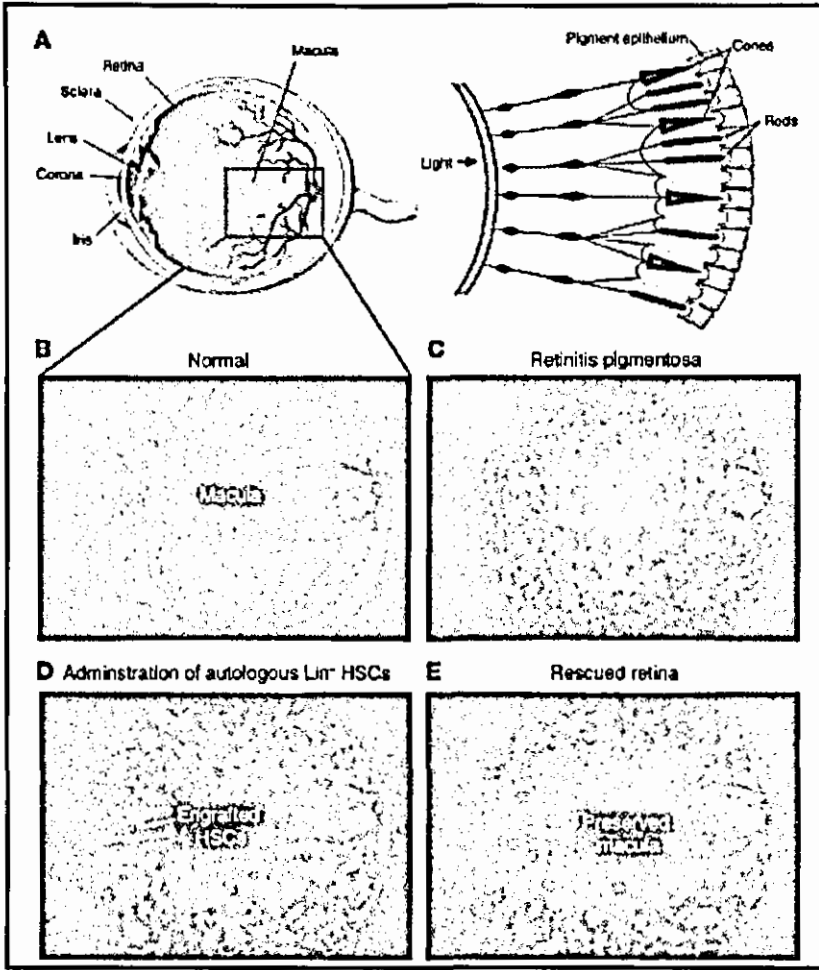 A
Retina
Macula
Sclera
Lens
Corona
Iris
Pigment epithelium
Cones
Rods
Light
B
Normal
C
Retinitis pigmentosa
Macula
D Adminstration of autologous Lin⁻ HSCs
E
Rescued retina
Engrafted
HSCs
Preserved
macula